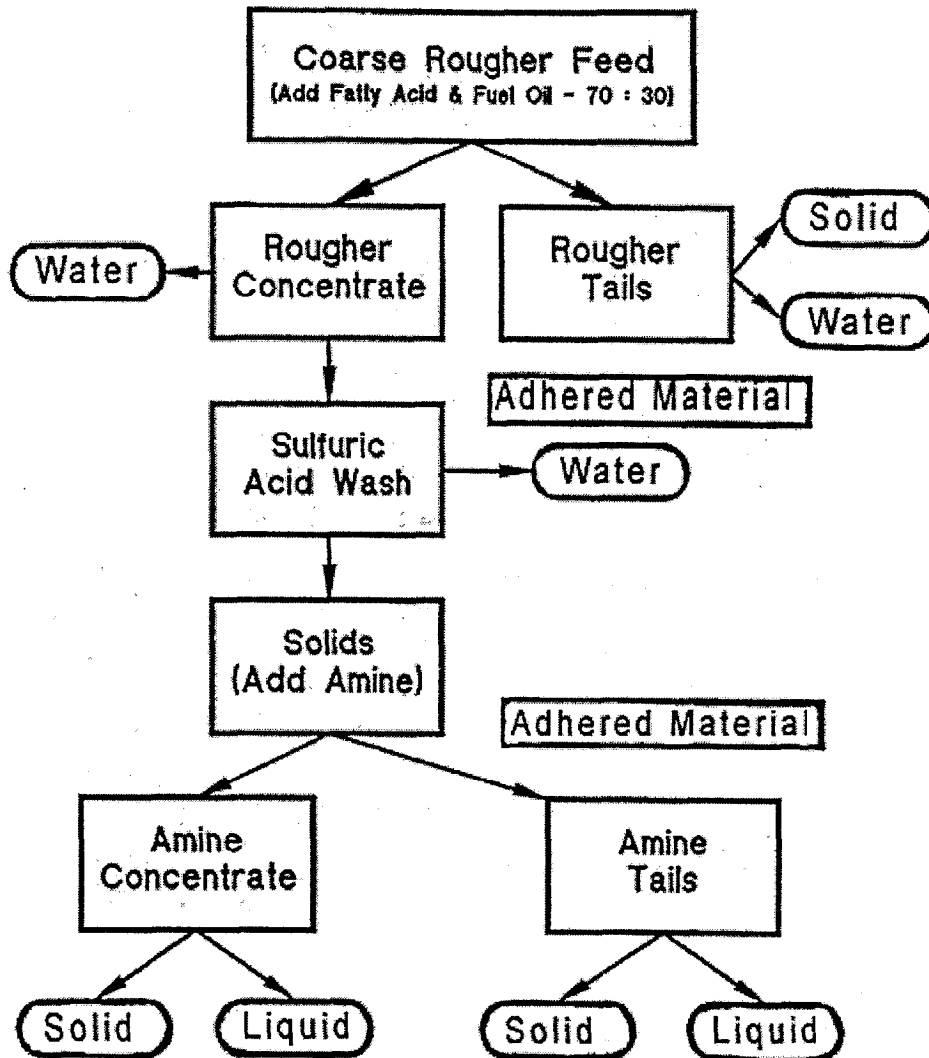 Coarse Rougher Feed
(Add Fatty Acid & Fuel Oil - 70 : 30)
Rougher
Concentrate
Rougher
Tails
Solid
Water
Water
Adhered Material
Sulfuric
Acid Wash
Water
Solids
(Add Amine)
Adhered Material
Amine
Concentrate
Amine
Tails
Solid
Liquid
Solid
Liquid